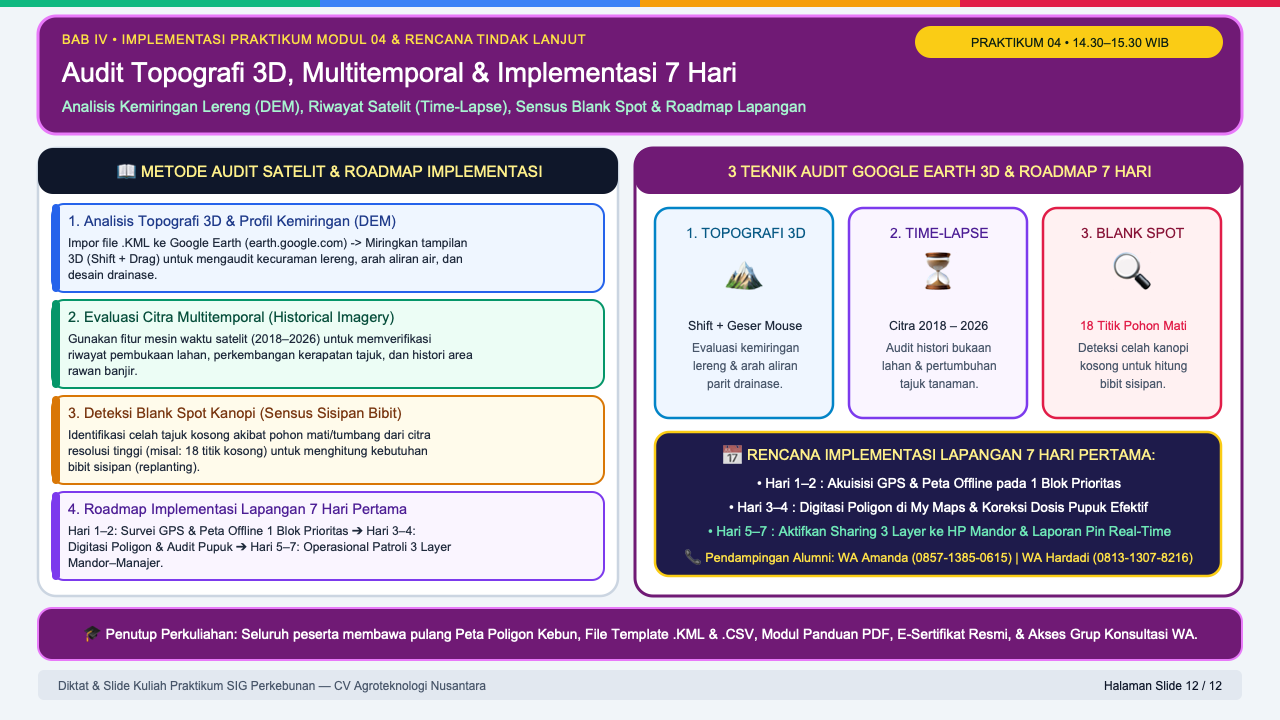 BAB IV • IMPLEMENTASI PRAKTIKUM MODUL 04 & RENCANA TINDAK LANJUT
PRAKTIKUM 04 • 14.30–15.30 WIB
Audit Topografi 3D, Multitemporal & Implementasi 7 Hari
Analisis Kemiringan Lereng (DEM), Riwayat Satelit (Time-Lapse), Sensus Blank Spot & Roadmap Lapangan
📖 METODE AUDIT SATELIT & ROADMAP IMPLEMENTASI
1. Analisis Topografi 3D & Profil Kemiringan (DEM)
Impor file .KML ke Google Earth (earth.google.com) -> Miringkan tampilan
3D (Shift + Drag) untuk mengaudit kecuraman lereng, arah aliran air, dan
desain drainase.
2. Evaluasi Citra Multitemporal (Historical Imagery)
Gunakan fitur mesin waktu satelit (2018–2026) untuk memverifikasi
riwayat pembukaan lahan, perkembangan kerapatan tajuk, dan histori area
rawan banjir.
3. Deteksi Blank Spot Kanopi (Sensus Sisipan Bibit)
Identifikasi celah tajuk kosong akibat pohon mati/tumbang dari citra
resolusi tinggi (misal: 18 titik kosong) untuk menghitung kebutuhan
bibit sisipan (replanting).
4. Roadmap Implementasi Lapangan 7 Hari Pertama
Hari 1–2: Survei GPS & Peta Offline 1 Blok Prioritas ➔ Hari 3–4:
Digitasi Poligon & Audit Pupuk ➔ Hari 5–7: Operasional Patroli 3 Layer
Mandor–Manajer.
3 TEKNIK AUDIT GOOGLE EARTH 3D & ROADMAP 7 HARI
1. TOPOGRAFI 3D
Shift + Geser Mouse
Evaluasi kemiringan
lereng & arah aliran
parit drainase.
2. TIME-LAPSE
Citra 2018 – 2026
Audit histori bukaan
lahan & pertumbuhan
tajuk tanaman.
3. BLANK SPOT
18 Titik Pohon Mati
Deteksi celah kanopi
kosong untuk hitung
bibit sisipan.
📅 RENCANA IMPLEMENTASI LAPANGAN 7 HARI PERTAMA:
• Hari 1–2 : Akuisisi GPS & Peta Offline pada 1 Blok Prioritas
• Hari 3–4 : Digitasi Poligon di My Maps & Koreksi Dosis Pupuk Efektif
• Hari 5–7 : Aktifkan Sharing 3 Layer ke HP Mandor & Laporan Pin Real-Time
📞 Pendampingan Alumni: WA Amanda (0857-1385-0615) | WA Hardadi (0813-1307-8216)
🎓 Penutup Perkuliahan: Seluruh peserta membawa pulang Peta Poligon Kebun, File Template .KML & .CSV, Modul Panduan PDF, E-Sertifikat Resmi, & Akses Grup Konsultasi WA.
Diktat & Slide Kuliah Praktikum SIG Perkebunan — CV Agroteknologi Nusantara
Halaman Slide 12 / 12